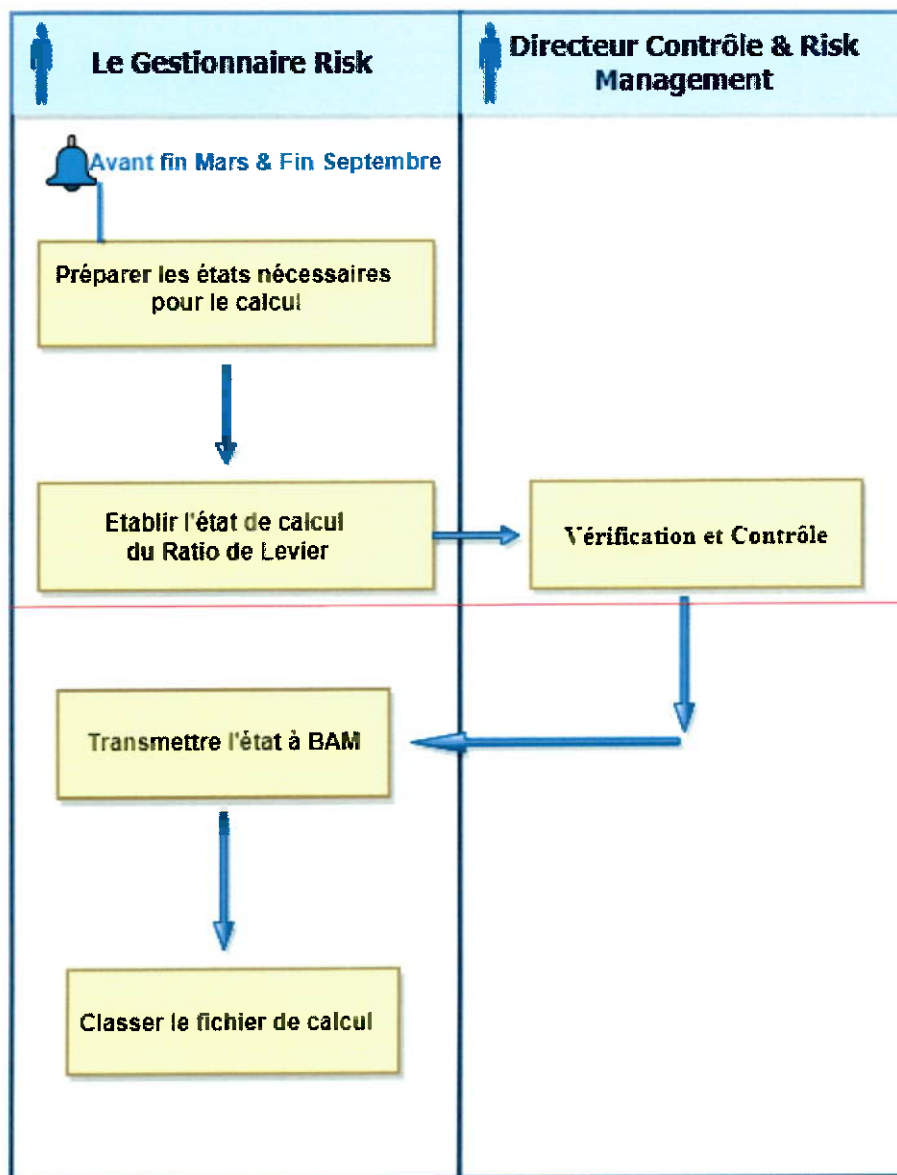 Le Gestionnaire Risk
Directeur Contrôle & Risk
Management
Avant fin Mars & Fin Septembre
Préparer les états nécessaires
pour le calcul
Etablir l'état de calcul
du Ratio de Levier
Vérification et Contrôle
Transmettre l'état à BAM
Classer le fichier de calcul